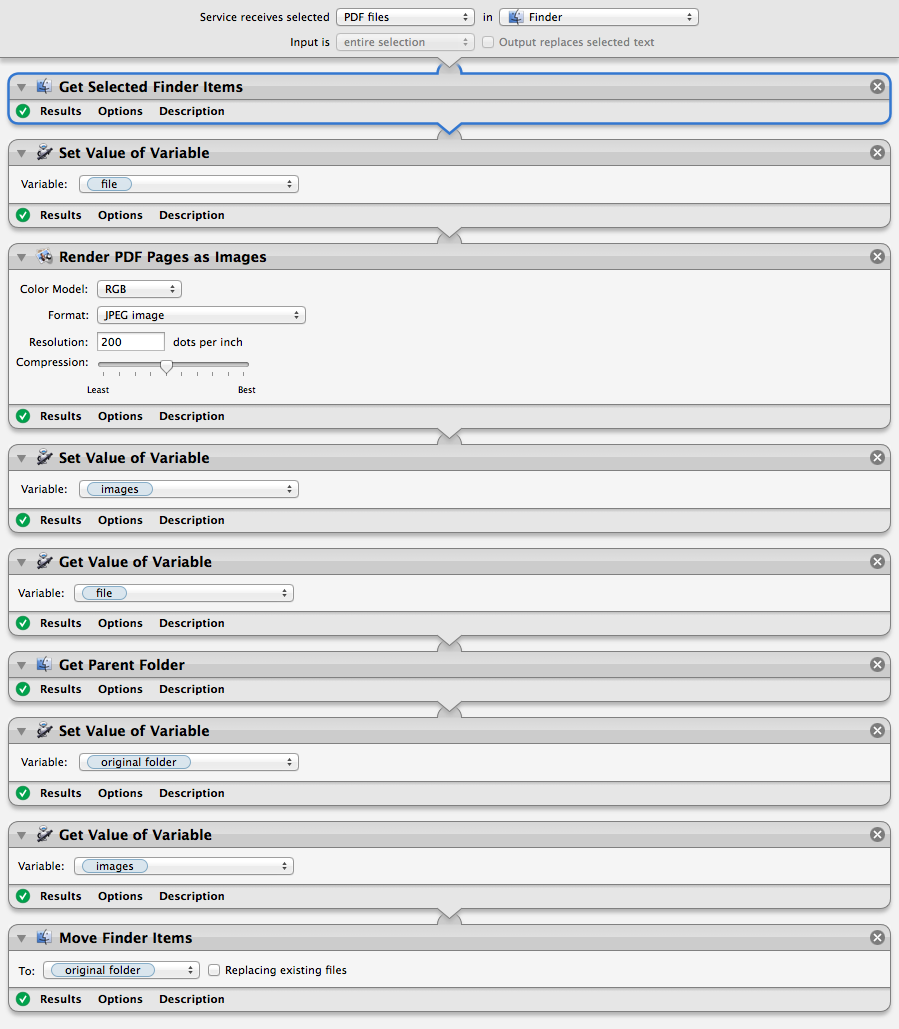 Service receives selected PDF files in Finder
Input is entire selection Output replaces selected text
Get Selected Finder Items
Results Options Description
Set Value of Variable
Variable: file
Results Options Description
Render PDF Pages as Images
Color Model: RGB
Format: JPEG image
Resolution: 200 dots per inch
Compression:
Least Best
Results Options Description
Set Value of Variable
Variable: images
Results Options Description
Get Value of Variable
Variable: file
Results Options Description
Get Parent Folder
Results Options Description
Set Value of Variable
Variable: original folder
Results Options Description
Get Value of Variable
Variable: images
Results Options Description
Move Finder Items
To: original folder Replacing existing files
Results Options Description